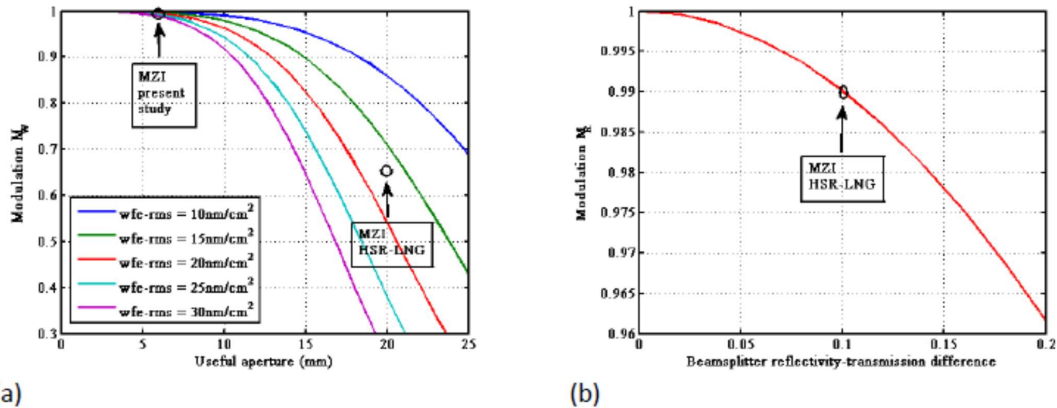 1
0.9
0.8
0.7
0.6
0.5
0.4
0.3
0
5
10
15
20
25
Modulation M_W
Useful aperture (mm)
MZI
present
study
MZI
HSR-LNG
wfe-rms = 10nm/cm²
wfe-rms = 15nm/cm²
wfe-rms = 20nm/cm²
wfe-rms = 25nm/cm²
wfe-rms = 30nm/cm²
a)
1
0.995
0.99
0.985
0.98
0.975
0.97
0.965
0.96
0
0.05
0.1
0.15
0.2
Modulation M_R
Beamsplitter reflectivity-transmission difference
MZI
HSR-LNG
(b)